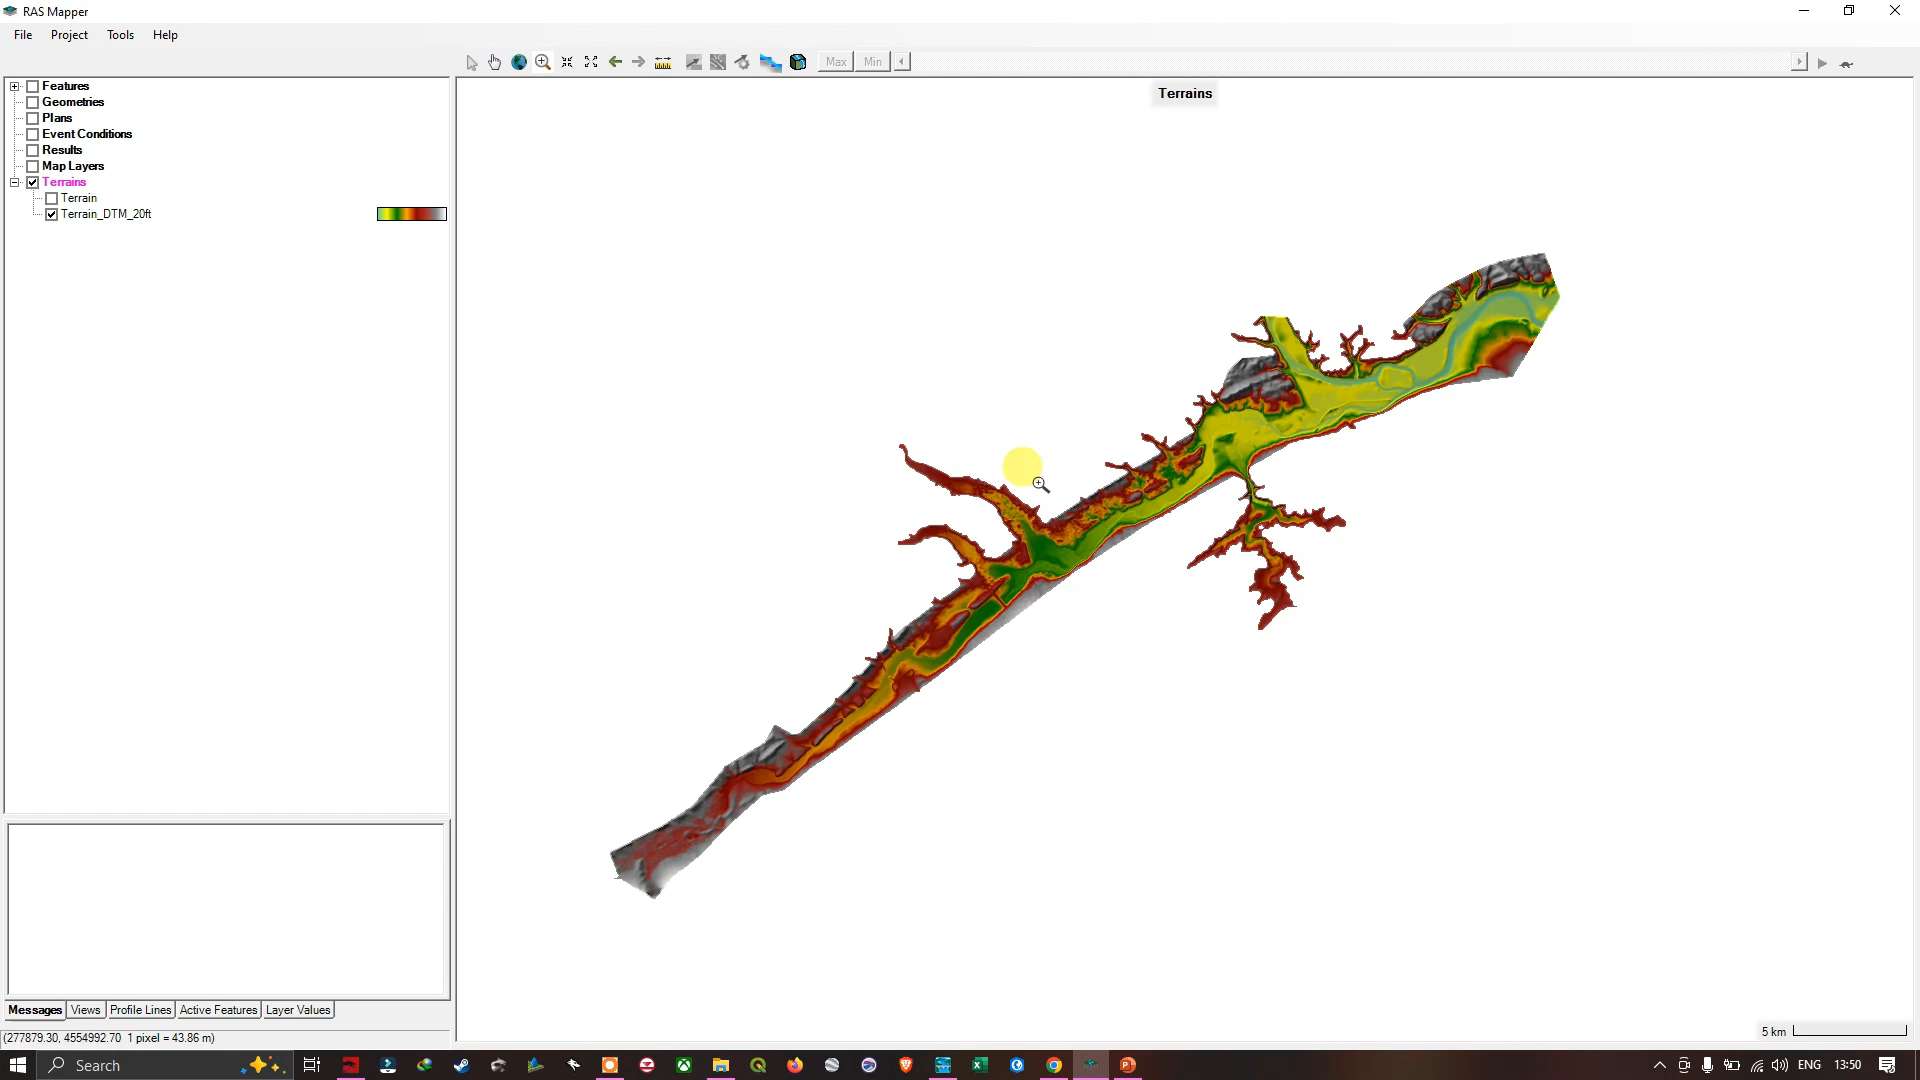 RAS Mapper
File Project Tools Help
Max Min
Features
Geometries
Plans
Event Conditions
Results
Map Layers
Terrains
Terrain
Terrain_DTM_20ft
Terrains
5 km
Messages Views Profile Lines Active Features Layer Values
(277879.30, 4554992.70 1 pixel = 43.86 m)
Search
ENG 13:50